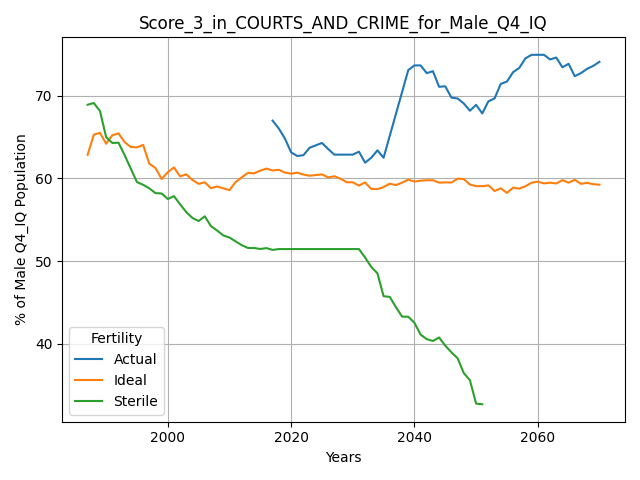 Score_3_in_COURTS_AND_CRIME_for_Male_Q4_IQ
% of Male Q4_IQ Population
70
60
50
40
Fertility
Actual
Ideal
Sterile
2000
2020
2040
2060
Years